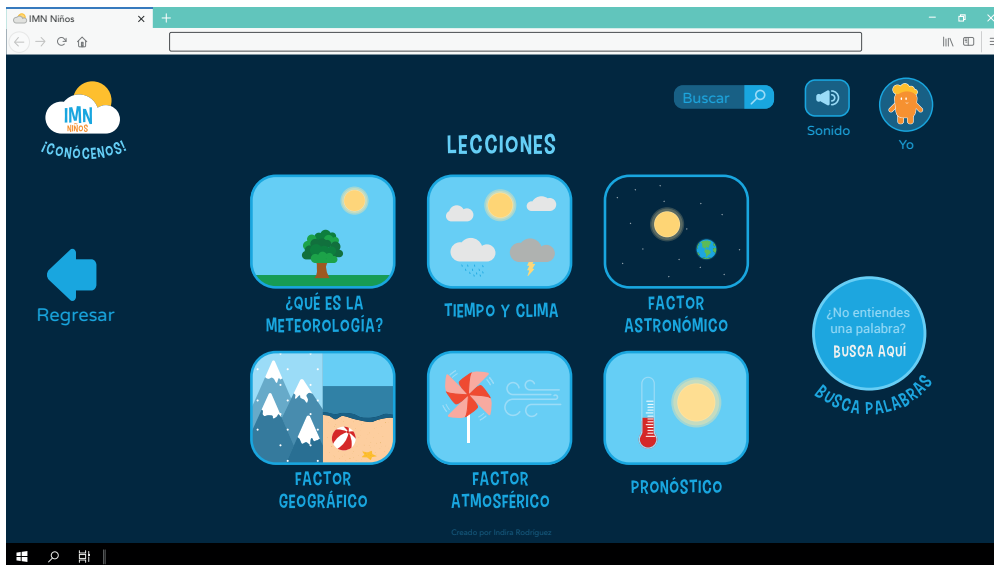 IMN Niños
IMN
NIÑOS
¡CONÓCENOS!
Buscar
Sonido
Yo
LECCIONES
Regresar
¿QUÉ ES LA
METEOROLOGÍA?
TIEMPO Y CLIMA
FACTOR
ASTRONÓMICO
¿No entiendes
una palabra?
BUSCA AQUÍ
BUSCA PALABRAS
FACTOR
GEOGRÁFICO
FACTOR
ATMOSFÉRICO
PRONÓSTICO
Creado por Indira Rodríguez